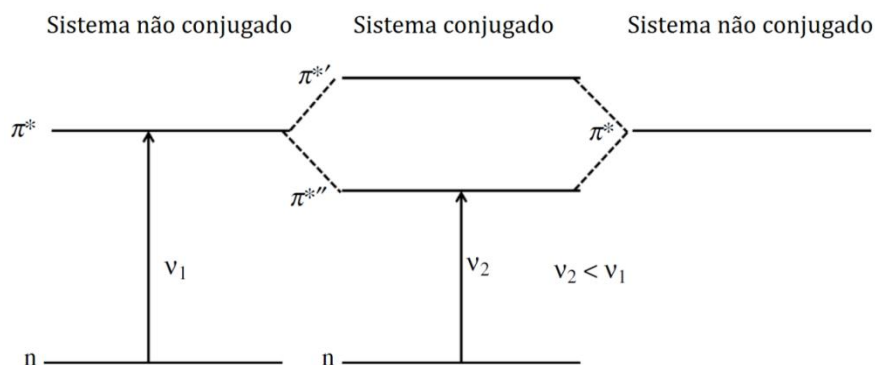 Sistema não conjugado
Sistema conjugado
Sistema não conjugado
π*′
π*
π*
π*″
ν1
ν2
ν2 < ν1
n
n